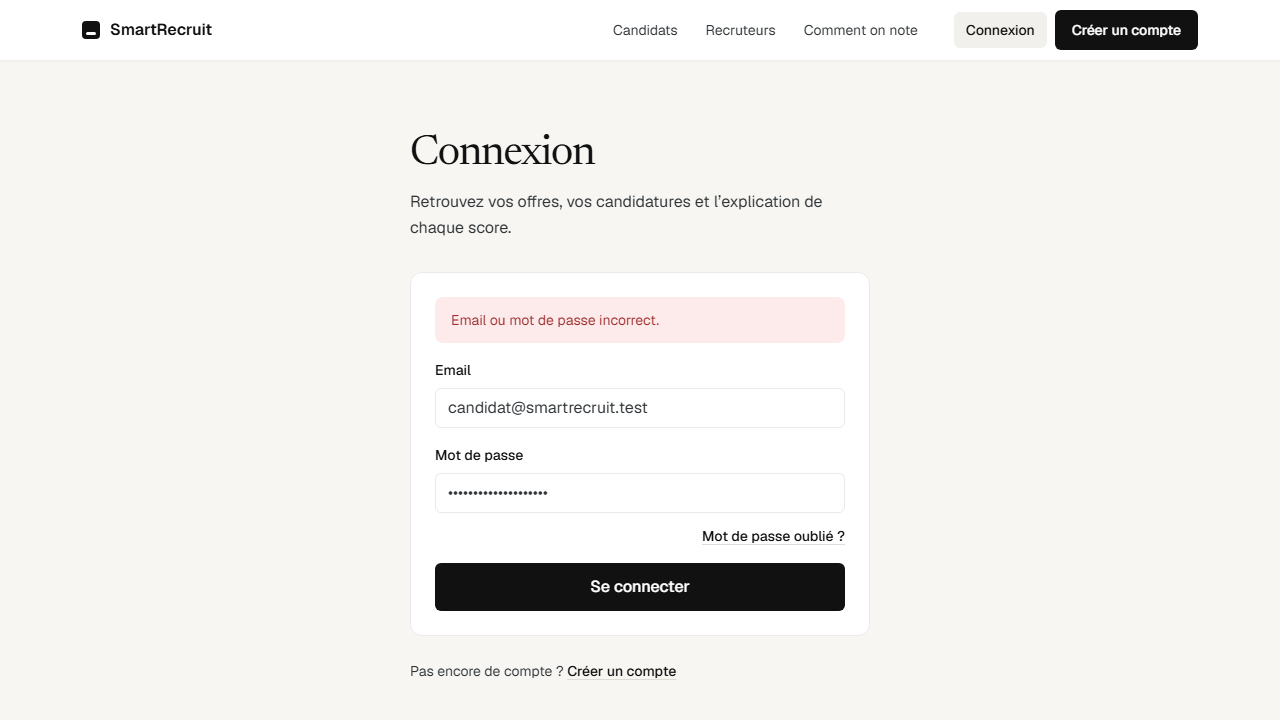 SmartRecruit
Candidats
Recruteurs
Comment on note
Connexion
Créer un compte
Connexion
Retrouvez vos offres, vos candidatures et l’explication de
chaque score.
Email ou mot de passe incorrect.
Email
candidat@smartrecruit.test
Mot de passe
••••••••••••••••••••
Mot de passe oublié ?
Se connecter
Pas encore de compte ? Créer un compte